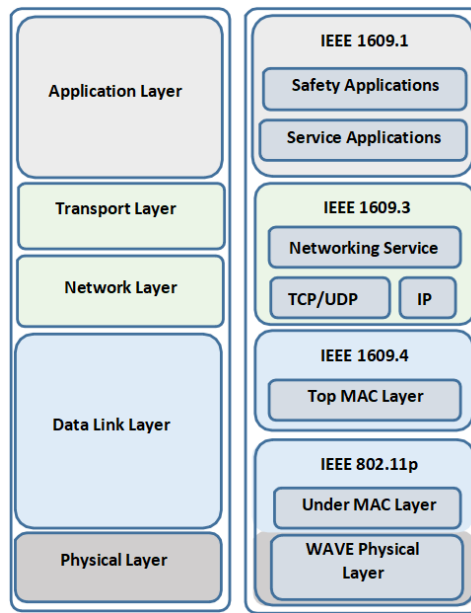 Application Layer
Transport Layer
Network Layer
Data Link Layer
Physical Layer
IEEE 1609.1
Safety Applications
Service Applications
IEEE 1609.3
Networking Service
TCP/UDP
IP
IEEE 1609.4
Top MAC Layer
IEEE 802.11p
Under MAC Layer
WAVE Physical
Layer